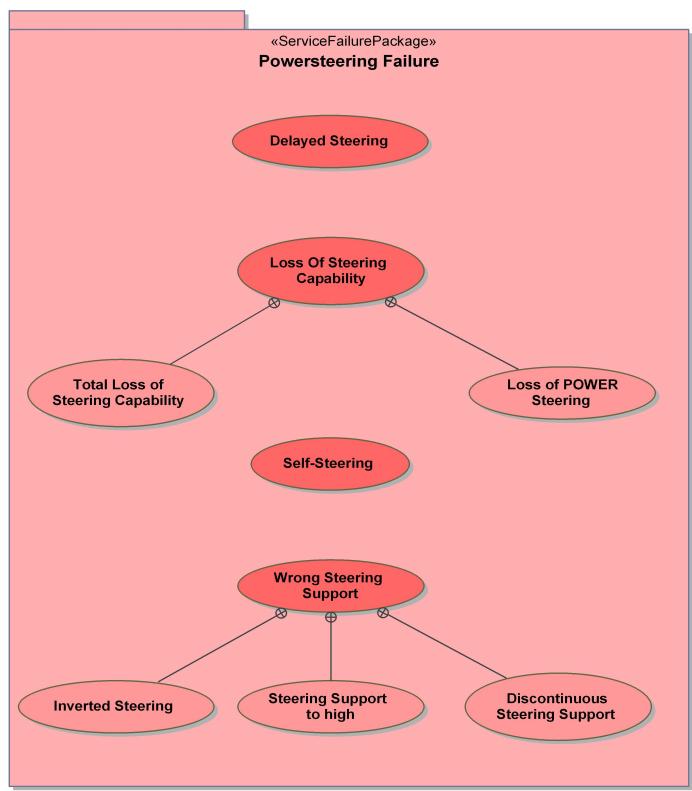 «ServiceFailurePackage»
Powersteering Failure
Delayed Steering
Loss Of Steering
Capability
Total Loss of
Steering Capability
Loss of POWER
Steering
Self-Steering
Wrong Steering
Support
Inverted Steering
Steering Support
to high
Discontinuous
Steering Support